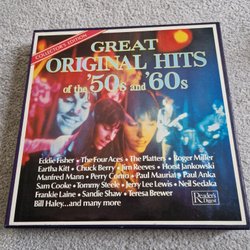 COLLECTOR'S EDITION
GREAT
ORIGINAL HITS
of the '50s and '60s
Eddie Fisher • The Four Aces • The Platters • Roger Miller
Eartha Kitt • Chuck Berry • Jim Reeves • Horst Jankowski
Manfred Mann • Perry Como • Paul Mauriat • Paul Anka
Sam Cooke • Tommy Steele • Jerry Lee Lewis • Neil Sedaka
Frankie Laine • Sandie Shaw • Teresa Brewer
Bill Haley...and many more
Reader's
Digest